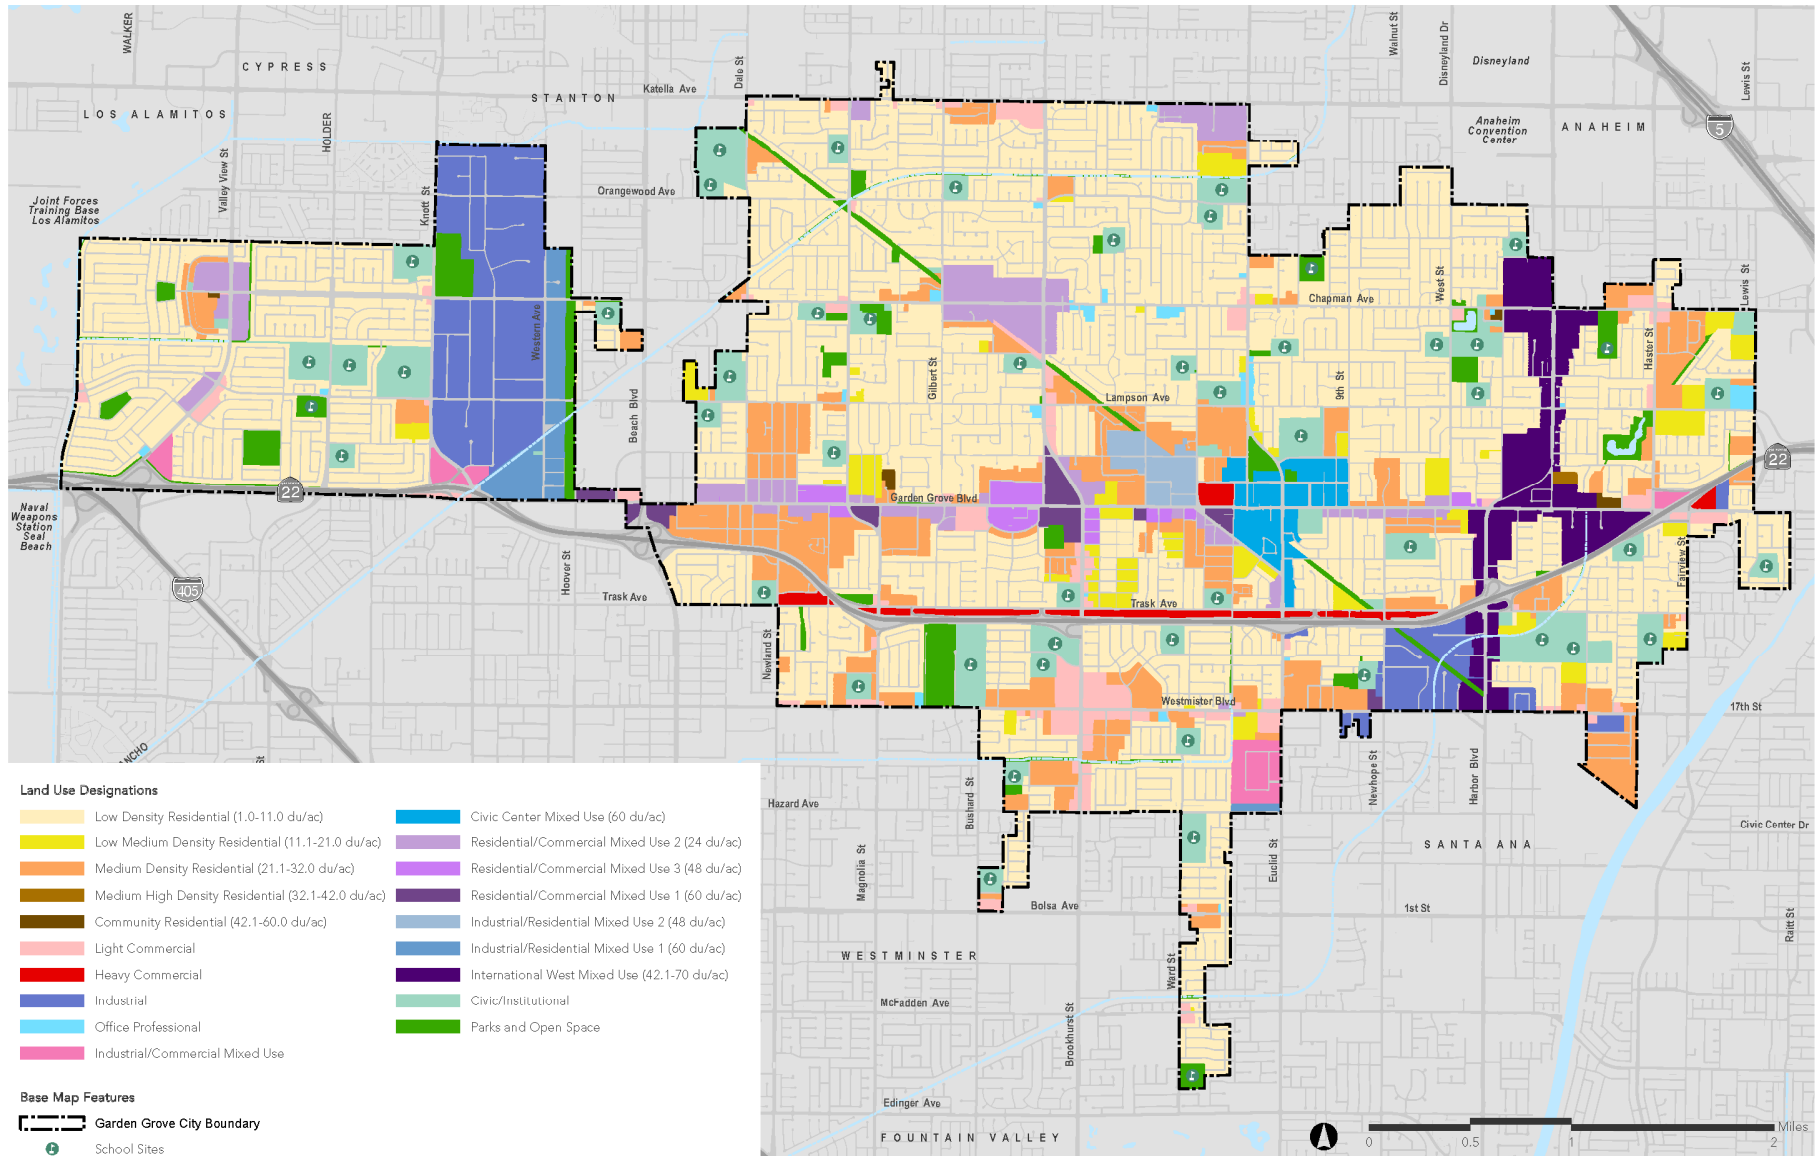 WALKER
CYPRESS
LOS ALAMITOS
HOLDER
Valley View St
Knott St
STANTON
Katella Ave
Dale St
Orangewood Ave
Walnut St
Disneyland Dr
Disneyland
Anaheim
Convention
Center
ANAHEIM
Lewis St
5
Joint Forces
Training Base
Los Alamitos
Western Ave
Beach Blvd
Gilbert St
Chapman Ave
West St
9th St
Haster St
Lewis St
Lampson Ave
Garden Grove Blvd
22
22
Naval
Weapons
Station
Seal
Beach
405
Hoover St
Trask Ave
Trask Ave
Fairview St
Newland St
Westmister Blvd
17th St
ANCHO
St
Hazard Ave
Bushard St
Magnolia St
Euclid St
Newhope St
Harbor Blvd
Civic Center Dr
SANTA ANA
Bolsa Ave
1st St
Raitt St
WESTMINSTER
Ward St
McFadden Ave
Brookhurst St
Edinger Ave
FOUNTAIN VALLEY
Land Use Designations
Low Density Residential (1.0-11.0 du/ac)
Low Medium Density Residential (11.1-21.0 du/ac)
Medium Density Residential (21.1-32.0 du/ac)
Medium High Density Residential (32.1-42.0 du/ac)
Community Residential (42.1-60.0 du/ac)
Light Commercial
Heavy Commercial
Industrial
Office Professional
Industrial/Commercial Mixed Use
Civic Center Mixed Use (60 du/ac)
Residential/Commercial Mixed Use 2 (24 du/ac)
Residential/Commercial Mixed Use 3 (48 du/ac)
Residential/Commercial Mixed Use 1 (60 du/ac)
Industrial/Residential Mixed Use 2 (48 du/ac)
Industrial/Residential Mixed Use 1 (60 du/ac)
International West Mixed Use (42.1-70 du/ac)
Civic/Institutional
Parks and Open Space
Base Map Features
Garden Grove City Boundary
School Sites
Miles
0 0.5 1 2